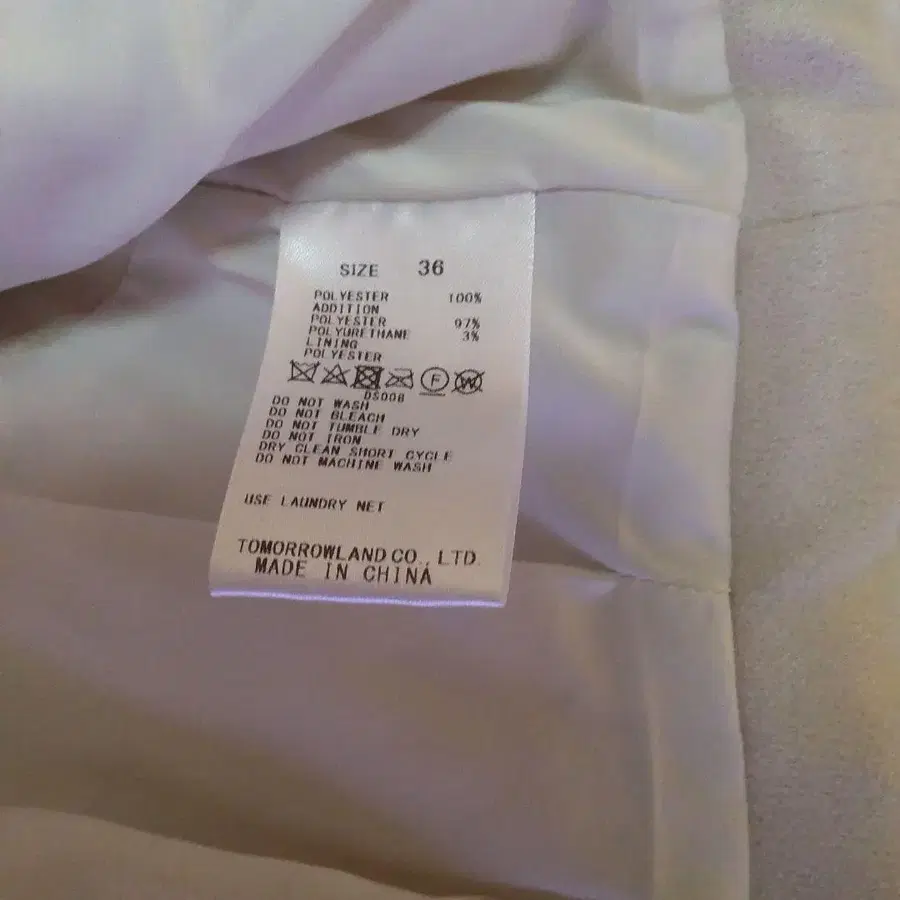 SIZE 36
POLYESTER 100%
ADDITION
POLYESTER 97%
POLYURETHANE 3%
LINING
POLYESTER
F W
DS008
DO NOT WASH
DO NOT BLEACH
DO NOT TUMBLE DRY
DO NOT IRON
DRY CLEAN SHORT CYCLE
DO NOT MACHINE WASH
USE LAUNDRY NET
TOMORROWLAND CO., LTD.
MADE IN CHINA